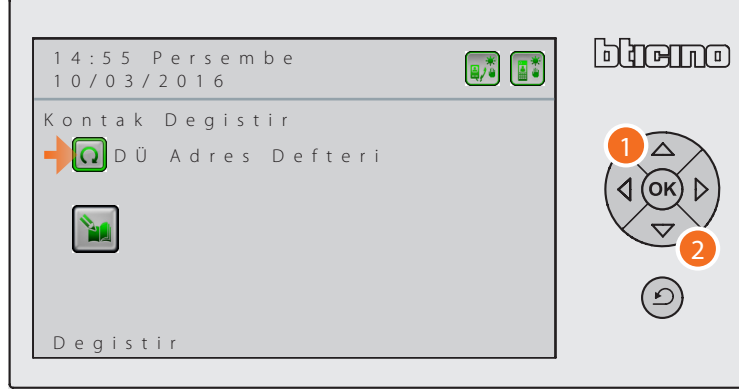 14:55 Persembe
10/03/2016
bticino
Kontak Degistir
DÜ Adres Defteri
Degistir
1
OK
2